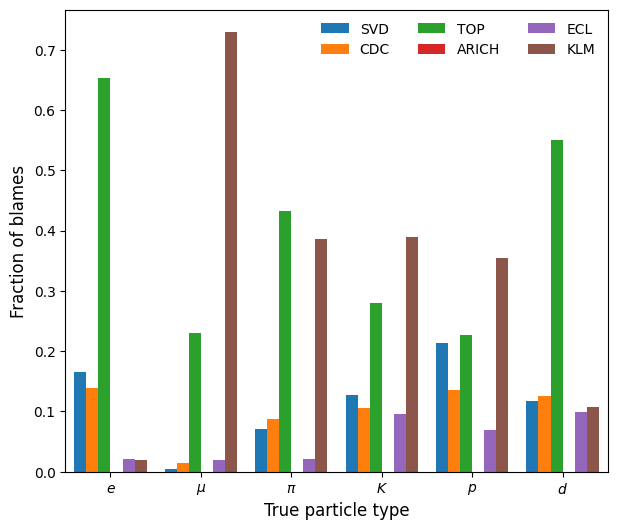 SVD TOP ECL
CDC ARICH KLM
Fraction of blames
0.7
0.6
0.5
0.4
0.3
0.2
0.1
0.0
e μ π K p d
True particle type